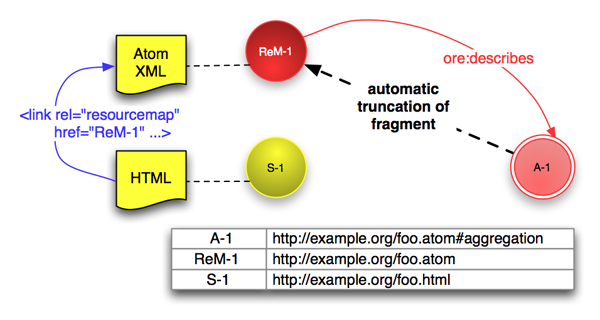 Atom
XML
ReM-1
ore:describes
automatic
truncation of
fragment
<link rel="resourcemap"
href="ReM-1" ...>
HTML
S-1
A-1
A-1 http://example.org/foo.atom#aggregation
ReM-1 http://example.org/foo.atom
S-1 http://example.org/foo.html